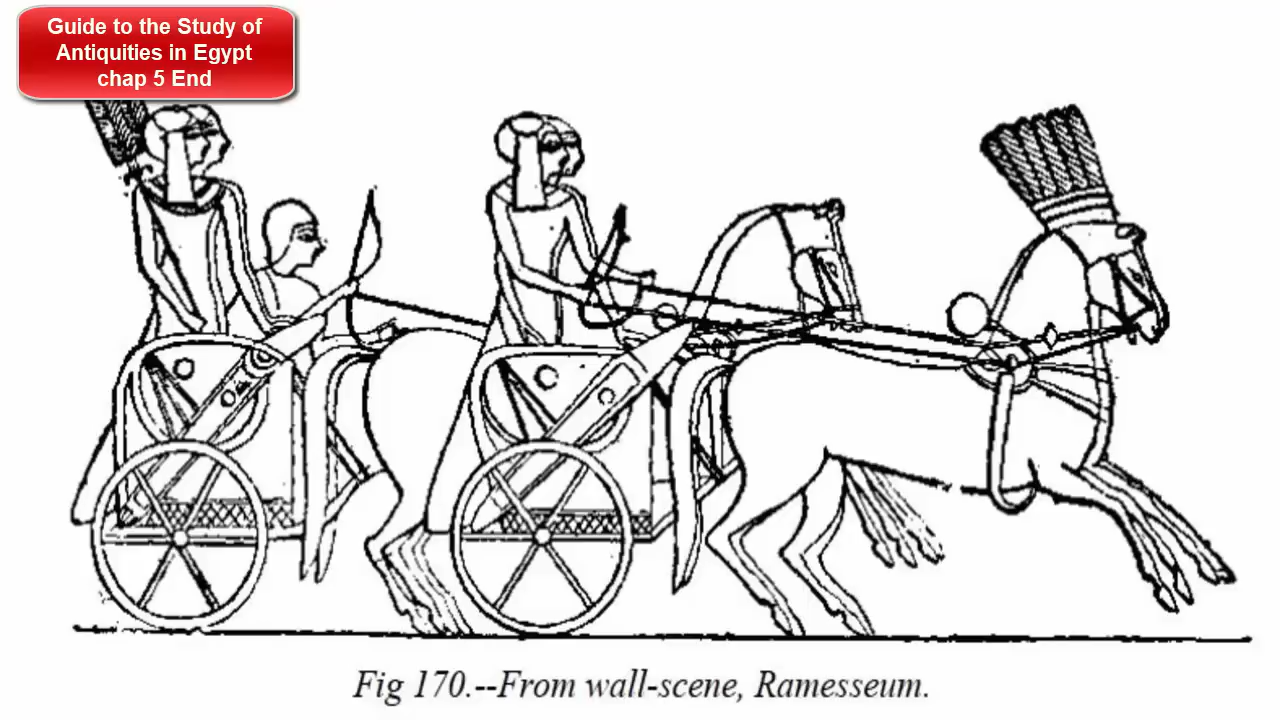 Guide to the Study of
Antiquities in Egypt
chap 5 End
Fig 170.--From wall-scene, Ramesseum.